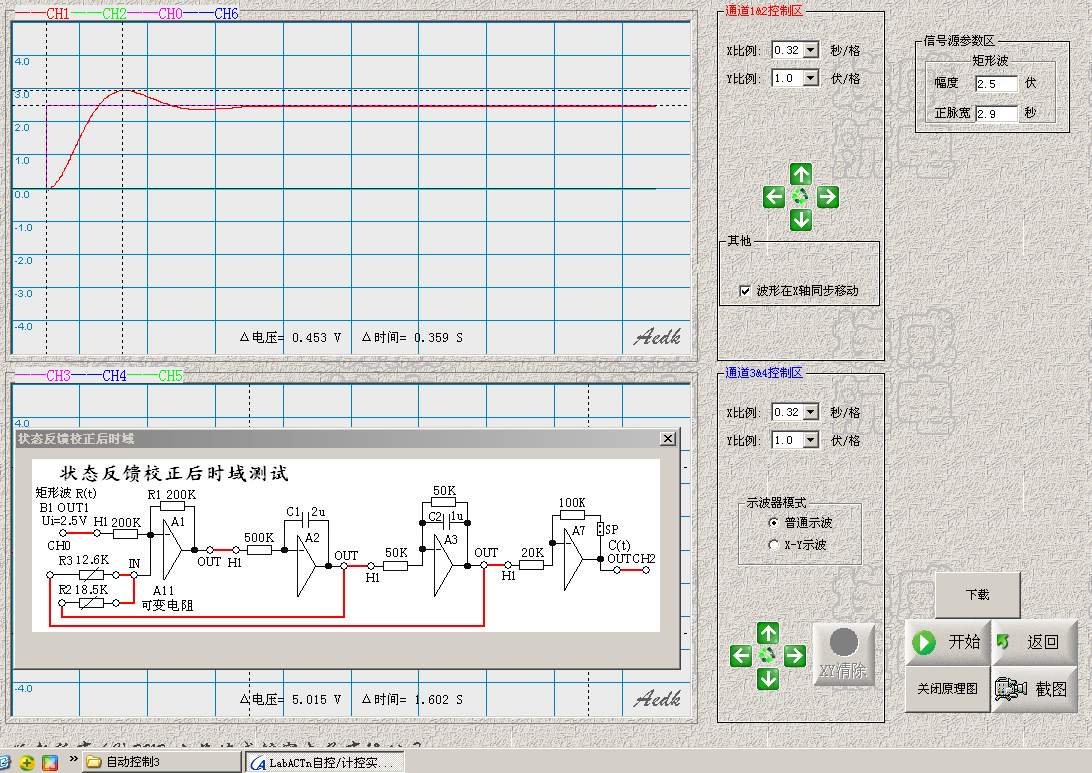 CH1 CH2 CH0 CH6
4.0
3.0
2.0
1.0
0.0
-1.0
-2.0
-3.0
-4.0
△电压= 0.453 V △时间= 0.359 S
Aedk
通道1&2控制区
X比例: 0.32 秒/格
Y比例: 1.0 伏/格
其他
波形在X轴同步移动
信号源参数区
矩形波
幅度 2.5 伏
正脉宽 2.9 秒
CH3 CH4 CH5
4.0
状态反馈校正后时域
状态反馈校正后时域测试
矩形波 R(t)
B1 OUT1
Ui=2.5V H1 200K
R1 200K
A1
CH0
R3 12.6K
IN
R2 18.5K
A11
可变电阻
OUT H1
500K
C1 2u
A2
OUT
H1
50K
50K
C2 1u
A3
OUT
H1
20K
100K
A7
SP
C(t)
OUT CH2
-4.0
△电压= 5.015 V △时间= 1.602 S
Aedk
通道3&4控制区
X比例: 0.32 秒/格
Y比例: 1.0 伏/格
示波器模式
普通示波
X-Y示波
XY清除
下载
开始
返回
关闭原理图
截图
自动控制3
LabACTn自控/计控实...